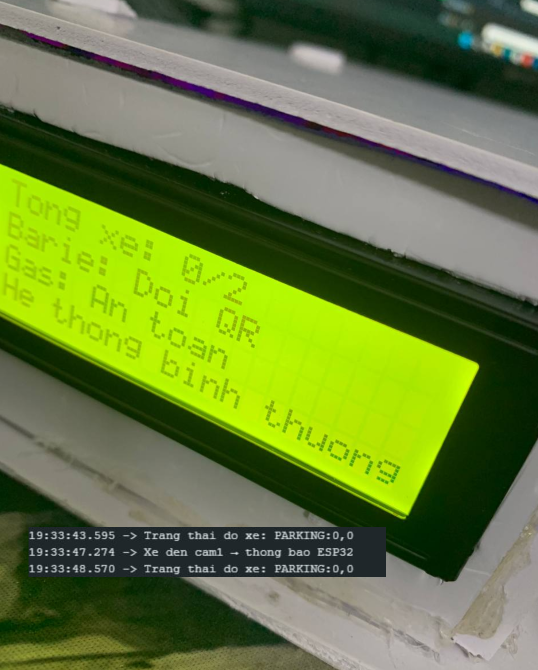 Tong xe: 0/2
Barie: Doi QR
Gas: An toan
He thong binh thuong
19:33:43.595 -> Trang thai do xe: PARKING:0,0
19:33:47.274 -> Xe den cam1 → thong bao ESP32
19:33:48.570 -> Trang thai do xe: PARKING:0,0